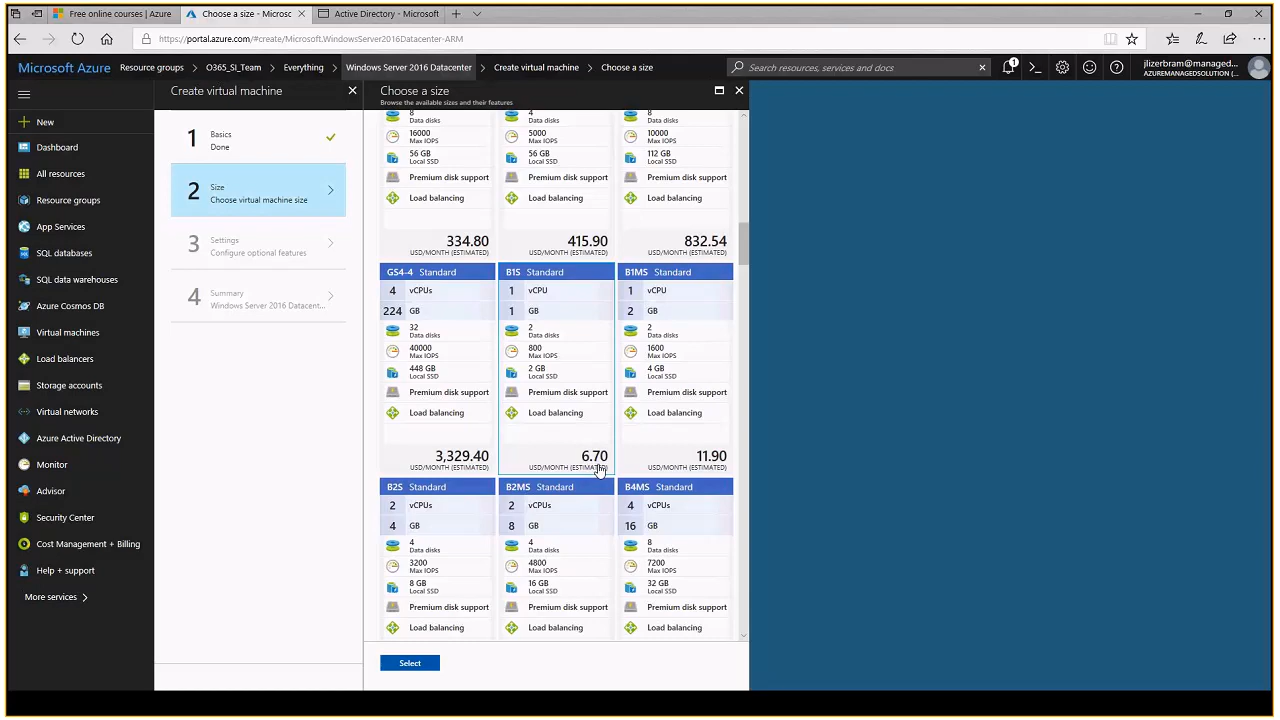 Free online courses | Azure
Choose a size - Microsc
Active Directory - Microsoft
https://portal.azure.com/#create/Microsoft.WindowsServer2016Datacenter-ARM
Microsoft Azure
Resource groups
O365_SI_Team
Everything
Windows Server 2016 Datacenter
Create virtual machine
Choose a size
Search resources, services and docs
1
jlizerbram@managed...
AZUREMANAGEDSOLUTION (...
New
Dashboard
All resources
Resource groups
App Services
SQL databases
SQL data warehouses
Azure Cosmos DB
Virtual machines
Load balancers
Storage accounts
Virtual networks
Azure Active Directory
Monitor
Advisor
Security Center
Cost Management + Billing
Help + support
More services
Create virtual machine
1 Basics
Done
2 Size
Choose virtual machine size
3 Settings
Configure optional features
4 Summary
Windows Server 2016 Datacent...
Choose a size
Browse the available sizes and their features
8
Data disks
16000
Max IOPS
56 GB
Local SSD
Premium disk support
Load balancing
334.80
USD/MONTH (ESTIMATED)
4
Data disks
5000
Max IOPS
56 GB
Local SSD
Premium disk support
Load balancing
415.90
USD/MONTH (ESTIMATED)
8
Data disks
10000
Max IOPS
112 GB
Local SSD
Premium disk support
Load balancing
832.54
USD/MONTH (ESTIMATED)
GS4-4 Standard
4 vCPUs
224 GB
32
Data disks
40000
Max IOPS
448 GB
Local SSD
Premium disk support
Load balancing
3,329.40
USD/MONTH (ESTIMATED)
B1S Standard
1 vCPU
1 GB
2
Data disks
800
Max IOPS
2 GB
Local SSD
Premium disk support
Load balancing
6.70
USD/MONTH (ESTIMATED)
B1MS Standard
1 vCPU
2 GB
2
Data disks
1600
Max IOPS
4 GB
Local SSD
Premium disk support
Load balancing
11.90
USD/MONTH (ESTIMATED)
B2S Standard
2 vCPUs
4 GB
4
Data disks
3200
Max IOPS
8 GB
Local SSD
Premium disk support
Load balancing
B2MS Standard
2 vCPUs
8 GB
4
Data disks
4800
Max IOPS
16 GB
Local SSD
Premium disk support
Load balancing
B4MS Standard
4 vCPUs
16 GB
8
Data disks
7200
Max IOPS
32 GB
Local SSD
Premium disk support
Load balancing
Select